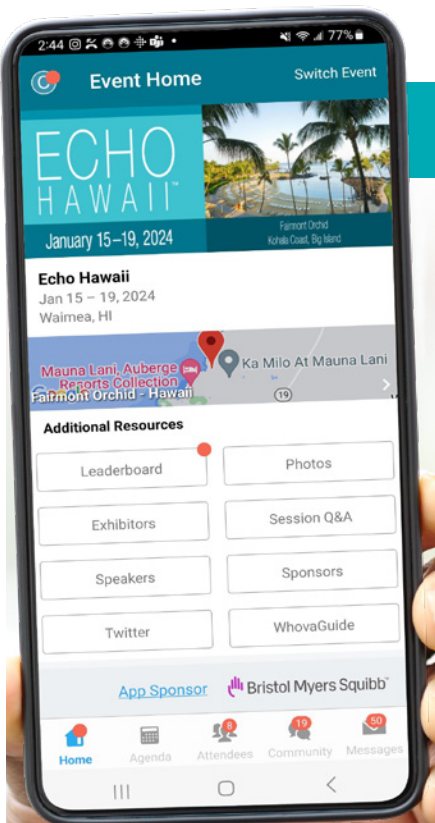 2:44
77%
Event Home
Switch Event
ECHO
HAWAII™
January 15–19, 2024
Fairmont Orchid
Kohala Coast, Big Island
Echo Hawaii
Jan 15 – 19, 2024
Waimea, HI
Mauna Lani, Auberge
Resorts Collection
Ka Milo At Mauna Lani
Fairmont Orchid - Hawaii
19
Additional Resources
Leaderboard
Photos
Exhibitors
Session Q&A
Speakers
Sponsors
Twitter
WhovaGuide
App Sponsor
Bristol Myers Squibb™
8
19
50
Home
Agenda
Attendees
Community
Messages